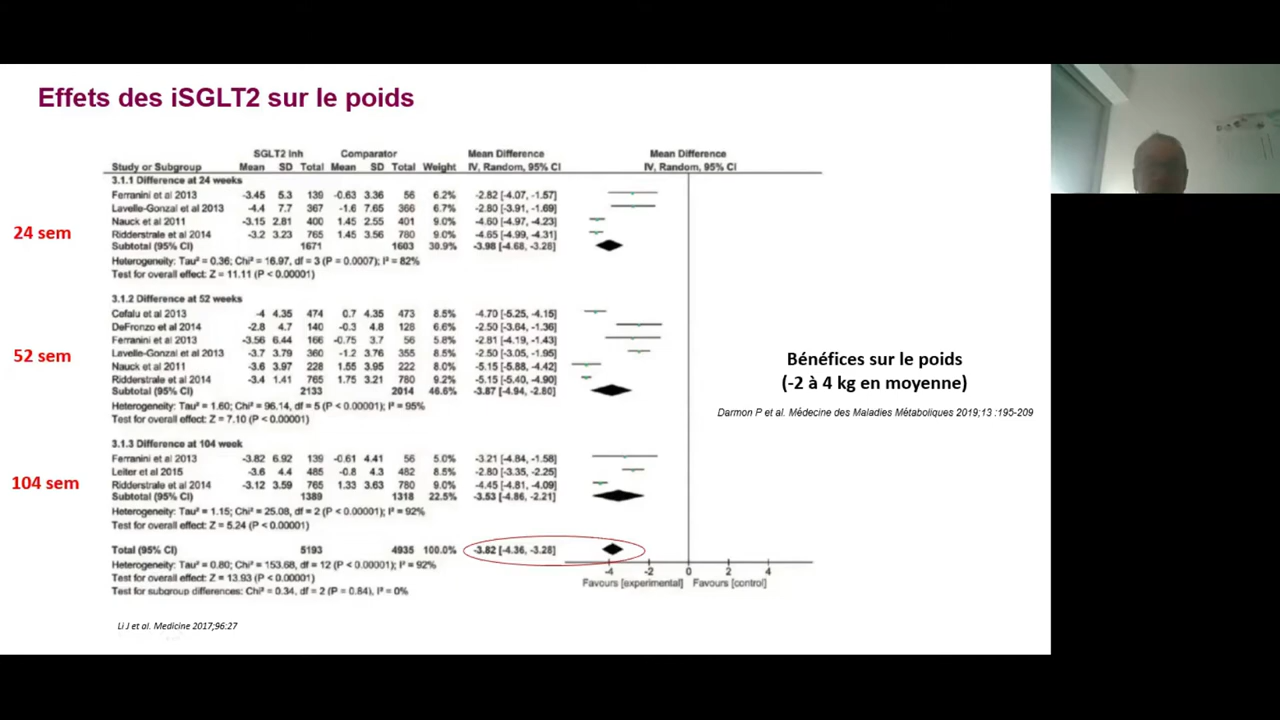 Effets des iSGLT2 sur le poids
SGLT2 Inh Comparator Mean Difference Mean Difference
Study or Subgroup Mean SD Total Mean SD Total Weight IV, Random, 95% CI IV, Random, 95% CI
3.1.1 Difference at 24 weeks
Ferranini et al 2013 -3.45 5.3 139 -0.63 3.36 56 6.2% -2.82 [-4.07, -1.57]
Lavelle-Gonzal et al 2013 -4.4 7.7 367 -1.6 7.65 366 6.7% -2.80 [-3.91, -1.69]
Nauck et al 2011 -3.15 2.81 400 1.45 2.55 401 9.0% -4.60 [-4.97, -4.23]
24 sem
Ridderstrale et al 2014 -3.2 3.23 765 1.45 3.56 780 9.0% -4.65 [-4.99, -4.31]
Subtotal (95% CI) 1671 1603 30.9% -3.98 [-4.68, -3.28]
Heterogeneity: Tau² = 0.36; Chi² = 16.97, df = 3 (P = 0.0007); I² = 82%
Test for overall effect: Z = 11.11 (P < 0.00001)
3.1.2 Difference at 52 weeks
Cefalu et al 2013 -4 4.35 474 0.7 4.35 473 8.5% -4.70 [-5.25, -4.15]
DeFronzo et al 2014 -2.8 4.7 140 -0.3 4.8 128 6.6% -2.50 [-3.64, -1.36]
Ferranini et al 2013 -3.56 6.44 166 -0.75 3.7 56 5.8% -2.81 [-4.19, -1.43]
52 sem
Lavelle-Gonzal et al 2013 -3.7 3.79 360 -1.2 3.76 355 8.5% -2.50 [-3.05, -1.95]
Nauck et al 2011 -3.6 3.97 228 1.55 3.95 222 8.0% -5.15 [-5.88, -4.42]
Ridderstrale et al 2014 -3.4 1.41 765 1.75 3.21 780 9.2% -5.15 [-5.40, -4.90]
Subtotal (95% CI) 2133 2014 46.6% -3.87 [-4.94, -2.80]
Heterogeneity: Tau² = 1.60; Chi² = 96.14, df = 5 (P < 0.00001); I² = 95%
Test for overall effect: Z = 7.10 (P < 0.00001)
Bénéfices sur le poids
(-2 à 4 kg en moyenne)
Darmon P et al. Médecine des Maladies Métaboliques 2019;13 :195-209
3.1.3 Difference at 104 week
Ferranini et al 2013 -3.82 6.92 139 -0.61 4.41 56 5.0% -3.21 [-4.84, -1.58]
Leiter et al 2015 -3.6 4.4 485 -0.8 4.3 482 8.5% -2.80 [-3.35, -2.25]
104 sem
Ridderstrale et al 2014 -3.12 3.59 765 1.33 3.63 780 9.0% -4.45 [-4.81, -4.09]
Subtotal (95% CI) 1389 1318 22.5% -3.53 [-4.86, -2.21]
Heterogeneity: Tau² = 1.15; Chi² = 25.08, df = 2 (P < 0.00001); I² = 92%
Test for overall effect: Z = 5.24 (P < 0.00001)
Total (95% CI) 5193 4935 100.0% -3.82 [-4.36, -3.28]
Heterogeneity: Tau² = 0.80; Chi² = 153.68, df = 12 (P < 0.00001); I² = 92%
Test for overall effect: Z = 13.93 (P < 0.00001)
Test for subgroup differences: Chi² = 0.34, df = 2 (P = 0.84), I² = 0%
-4 -2 0 2 4
Favours [experimental] Favours [control]
Li J et al. Medicine 2017;96:27